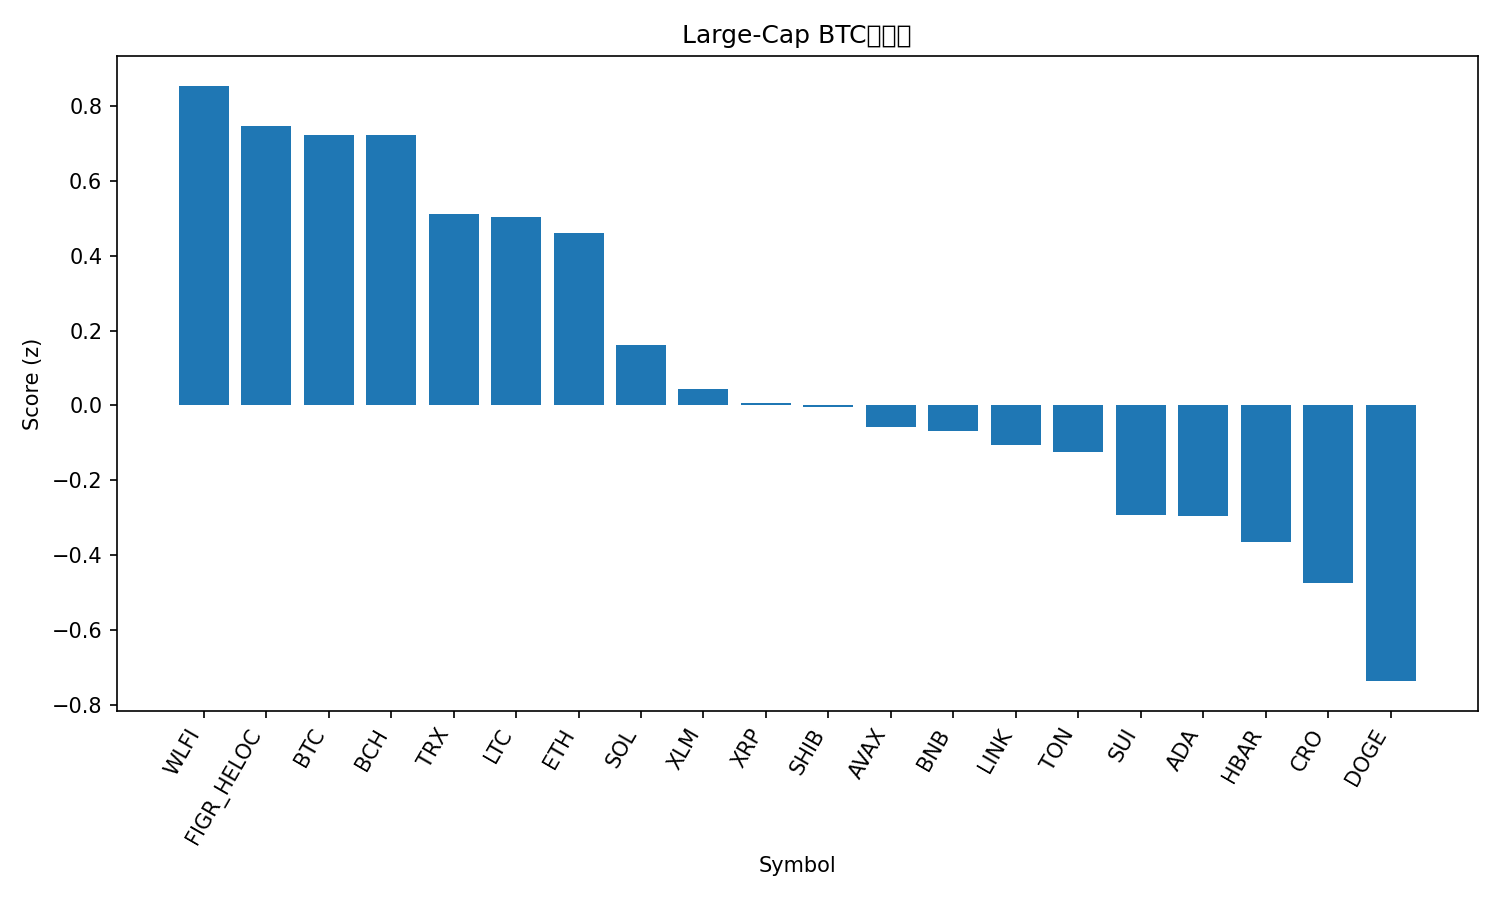 Large-Cap BTC
Score (z)
0.8
0.6
0.4
0.2
0.0
−0.2
−0.4
−0.6
−0.8
WLFI
FIGR_HELOC
BTC
BCH
TRX
LTC
ETH
SOL
XLM
XRP
SHIB
AVAX
BNB
LINK
TON
SUI
ADA
HBAR
CRO
DOGE
Symbol